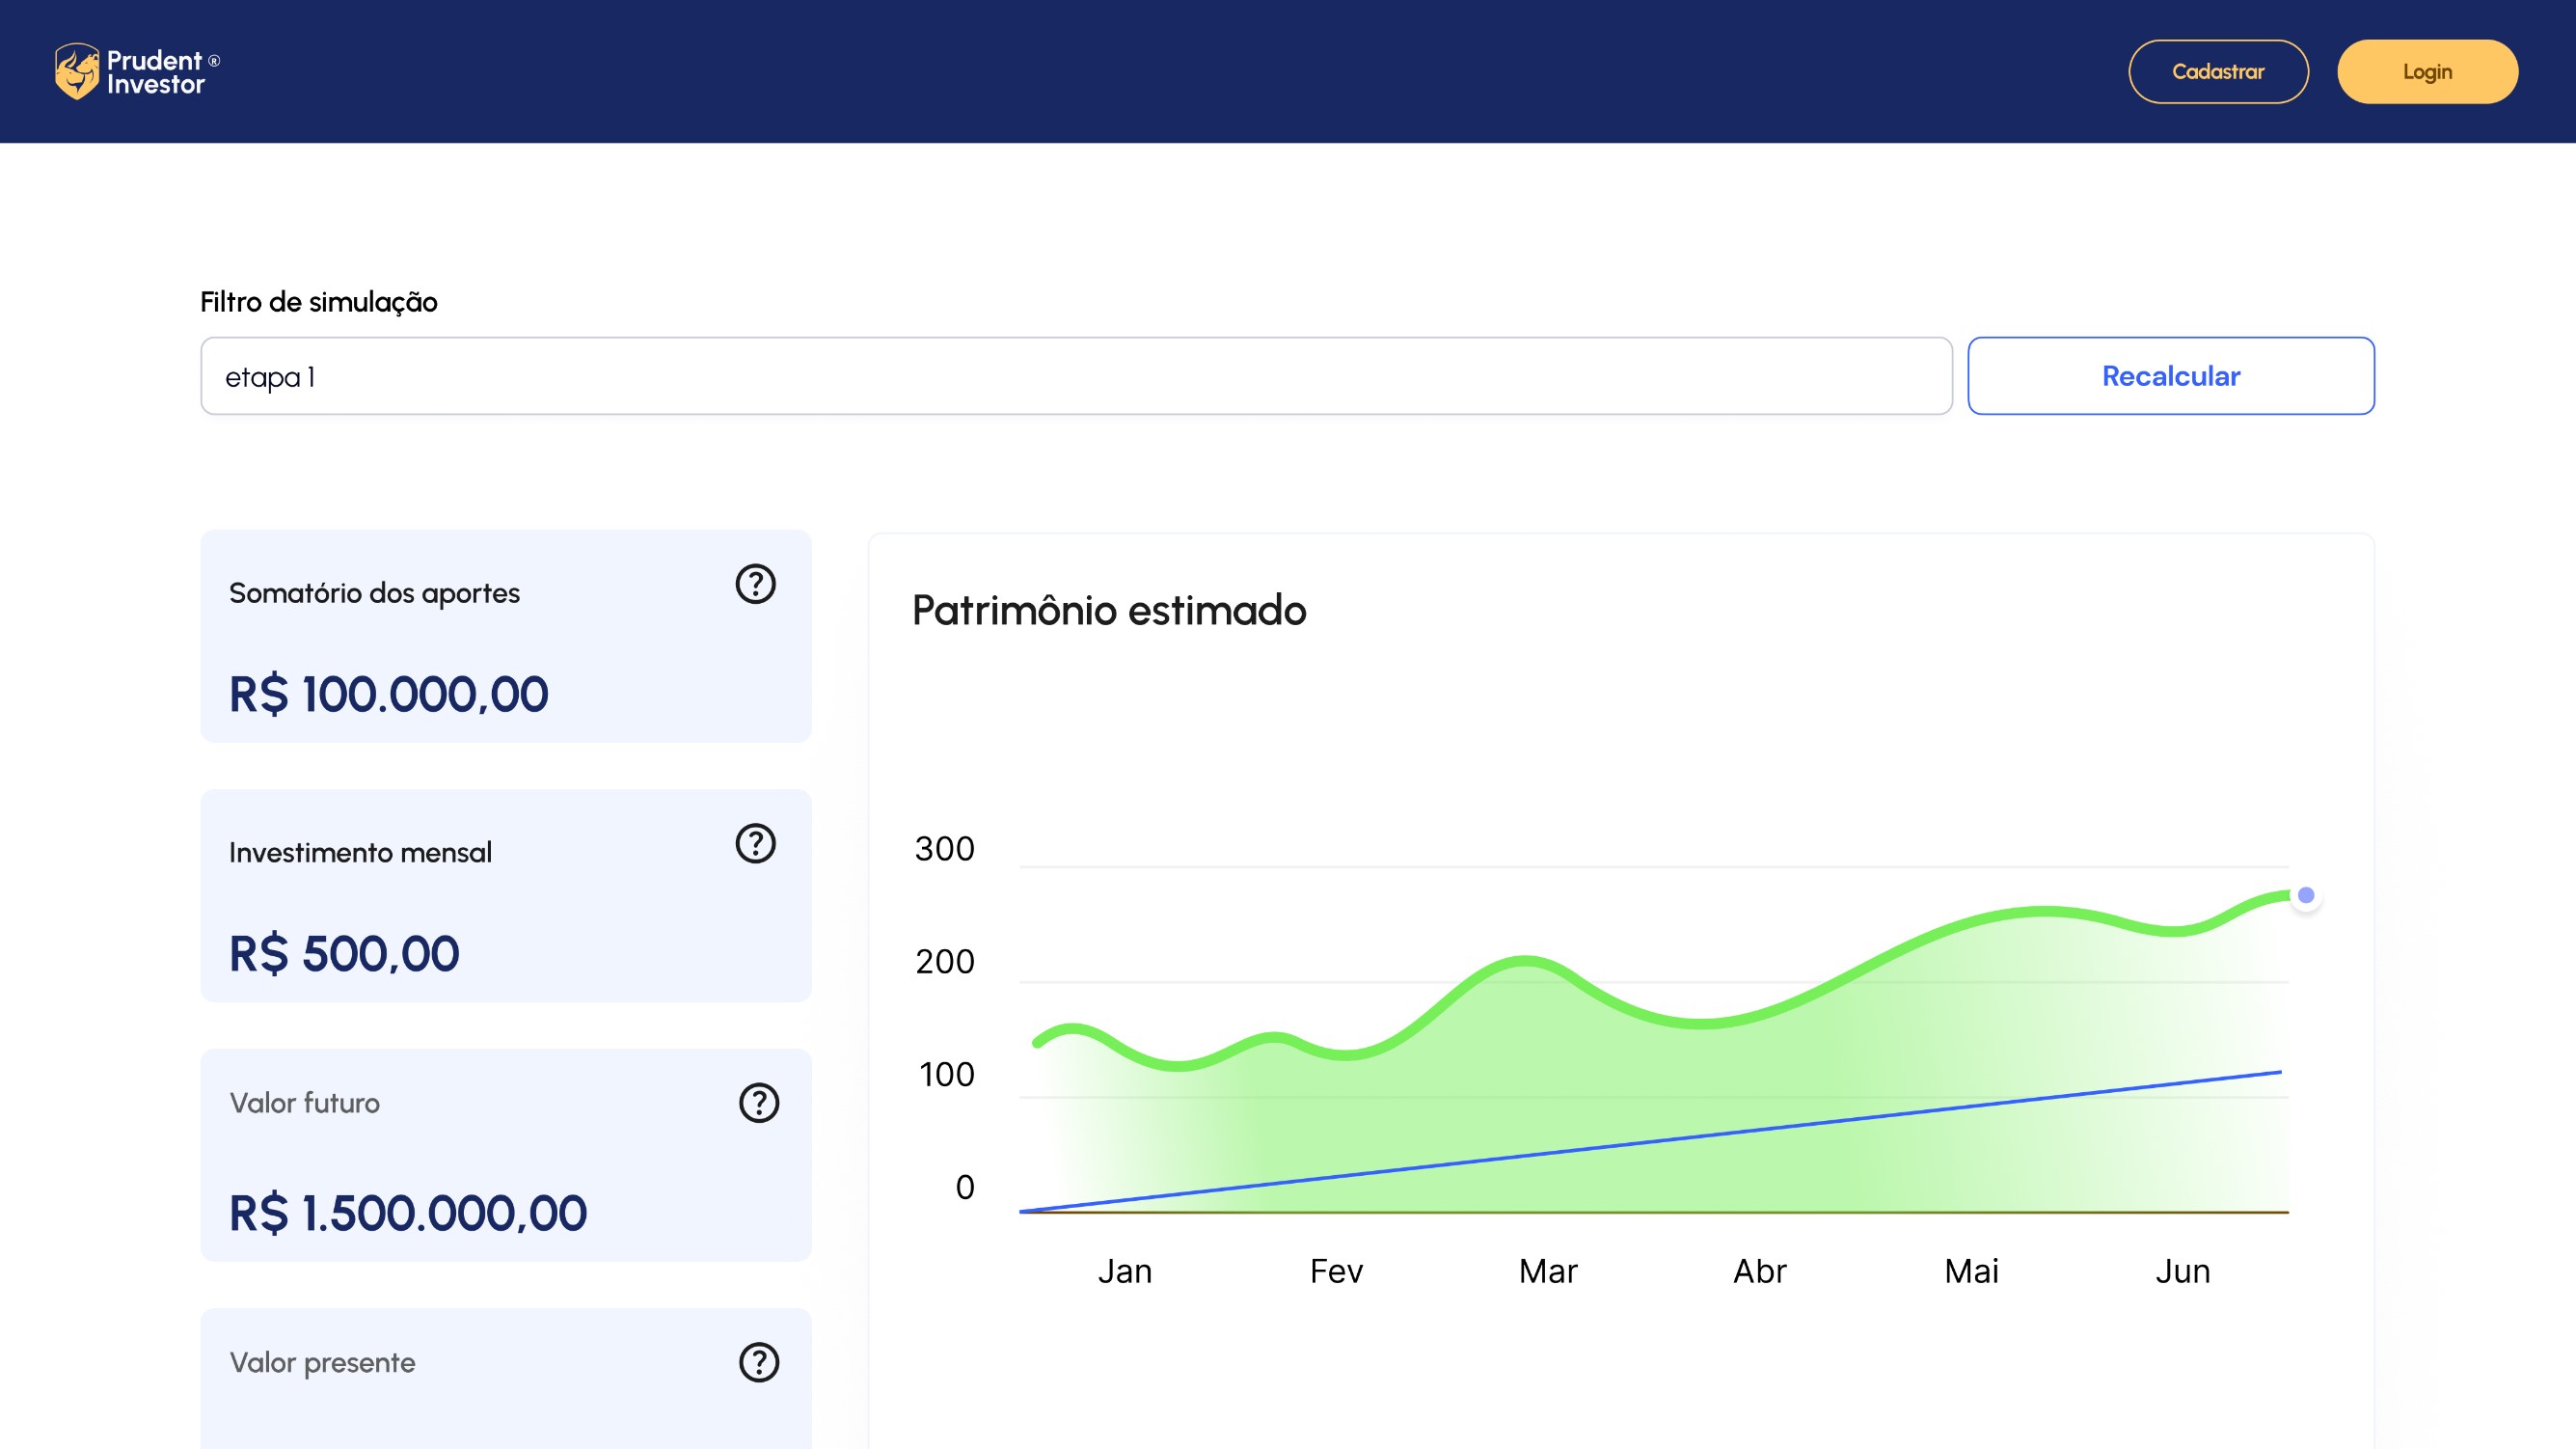 Prudent ®
Investor
Cadastrar
Login
Filtro de simulação
etapa 1
Recalcular
Somatório dos aportes
R$ 100.000,00
Investimento mensal
R$ 500,00
Valor futuro
R$ 1.500.000,00
Valor presente
Patrimônio estimado
300
200
100
0
Jan Fev Mar Abr Mai Jun